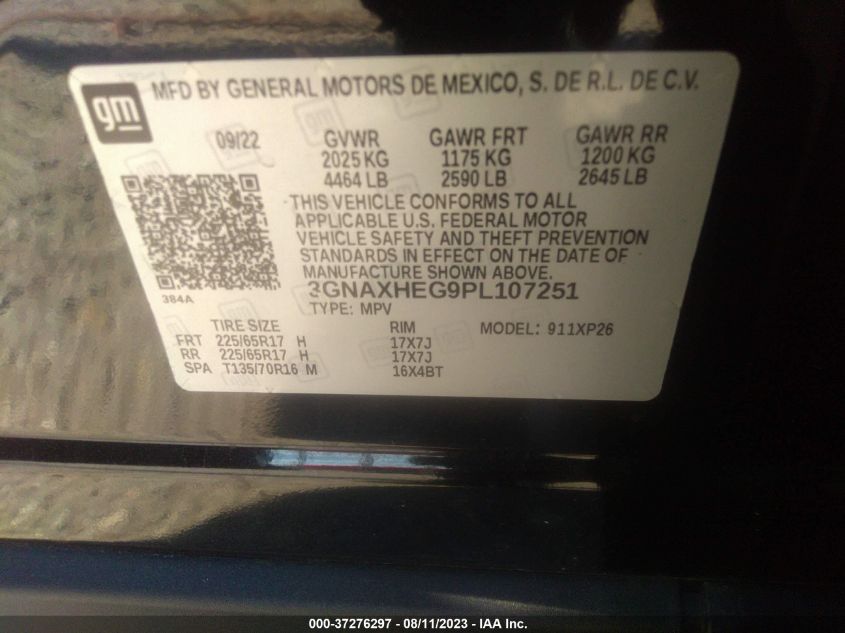 gm
MFD BY GENERAL MOTORS DE MEXICO, S. DE R.L. DE C.V.
09/22 GVWR GAWR FRT GAWR RR
2025 KG 1175 KG 1200 KG
4464 LB 2590 LB 2645 LB
THIS VEHICLE CONFORMS TO ALL
APPLICABLE U.S. FEDERAL MOTOR
VEHICLE SAFETY AND THEFT PREVENTION
STANDARDS IN EFFECT ON THE DATE OF
MANUFACTURE SHOWN ABOVE.
384A
3GNAXHEG9PL107251
TYPE: MPV
TIRE SIZE RIM MODEL: 911XP26
FRT 225/65R17 H 17X7J
RR 225/65R17 H 17X7J
SPA T135/70R16 M 16X4BT
000-37276297 - 08/11/2023 - IAA Inc.